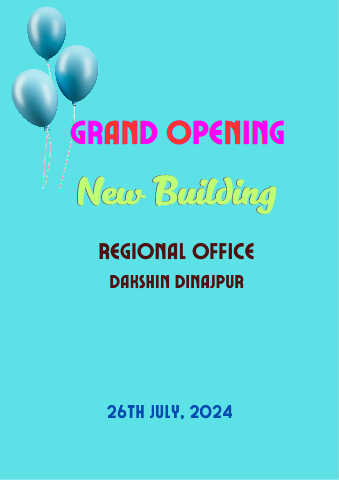 GRAND OPENING
New Building
REGIONAL OFFICE
DAKSHIN DINAJPUR
26TH JULY, 2024